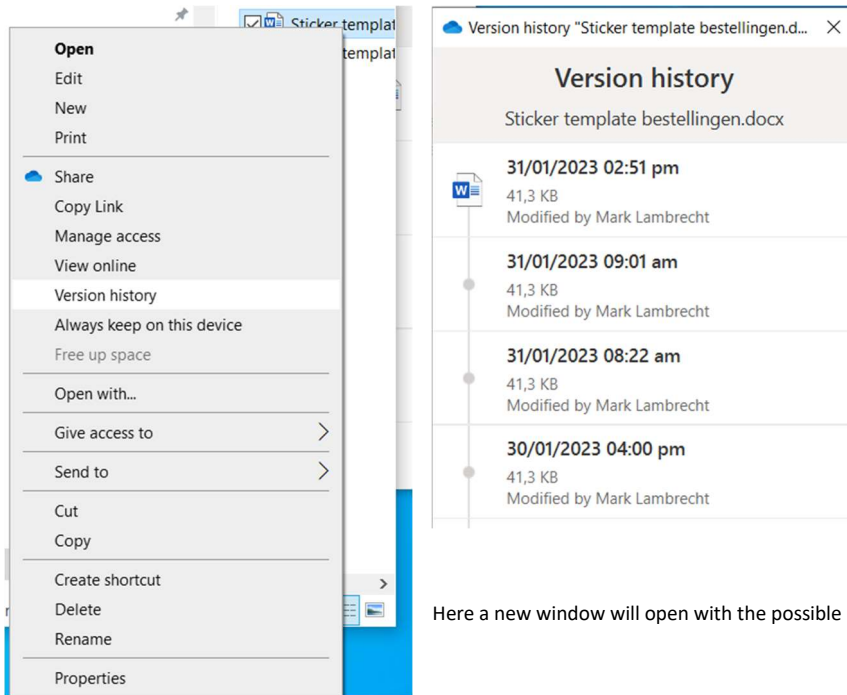 Sticker templat
templat
Open
Edit
New
Print
Share
Copy Link
Manage access
View online
Version history
Always keep on this device
Free up space
Open with...
Give access to
Send to
Cut
Copy
Create shortcut
Delete
Rename
Properties
Version history "Sticker template bestellingen.d...
Version history
Sticker template bestellingen.docx
31/01/2023 02:51 pm
41,3 KB
Modified by Mark Lambrecht
31/01/2023 09:01 am
41,3 KB
Modified by Mark Lambrecht
31/01/2023 08:22 am
41,3 KB
Modified by Mark Lambrecht
30/01/2023 04:00 pm
41,3 KB
Modified by Mark Lambrecht
Here a new window will open with the possible